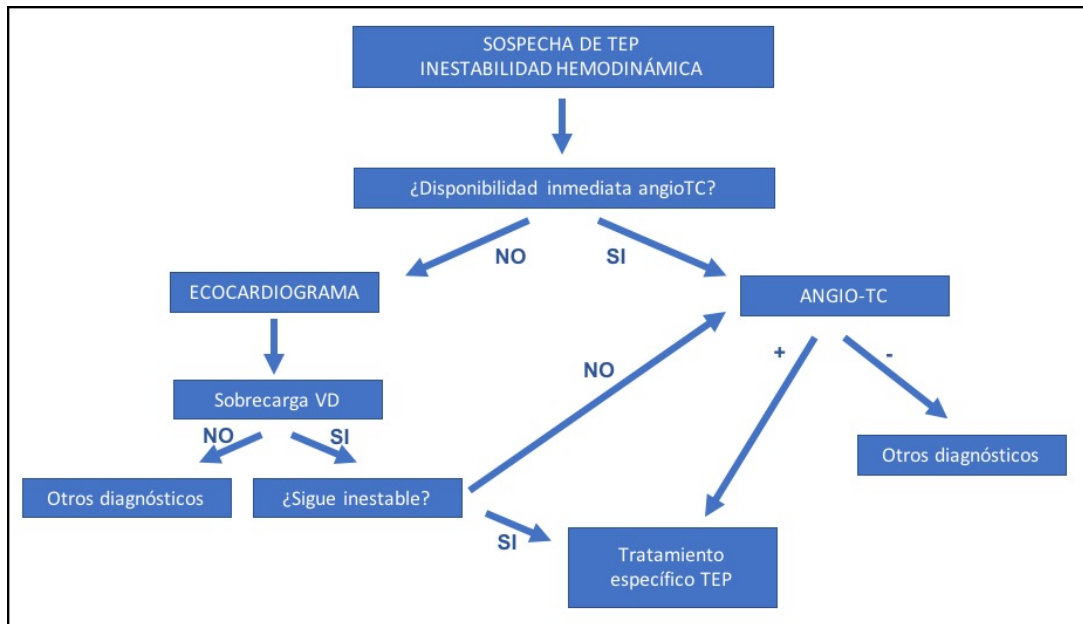 SOSPECHA DE TEP
INESTABILIDAD HEMODINÁMICA
¿Disponibilidad inmediata angioTC?
NO
SI
ECOCARDIOGRAMA
ANGIO-TC
+
-
NO
Sobrecarga VD
NO
SI
Otros diagnósticos
Otros diagnósticos
¿Sigue inestable?
SI
Tratamiento
específico TEP